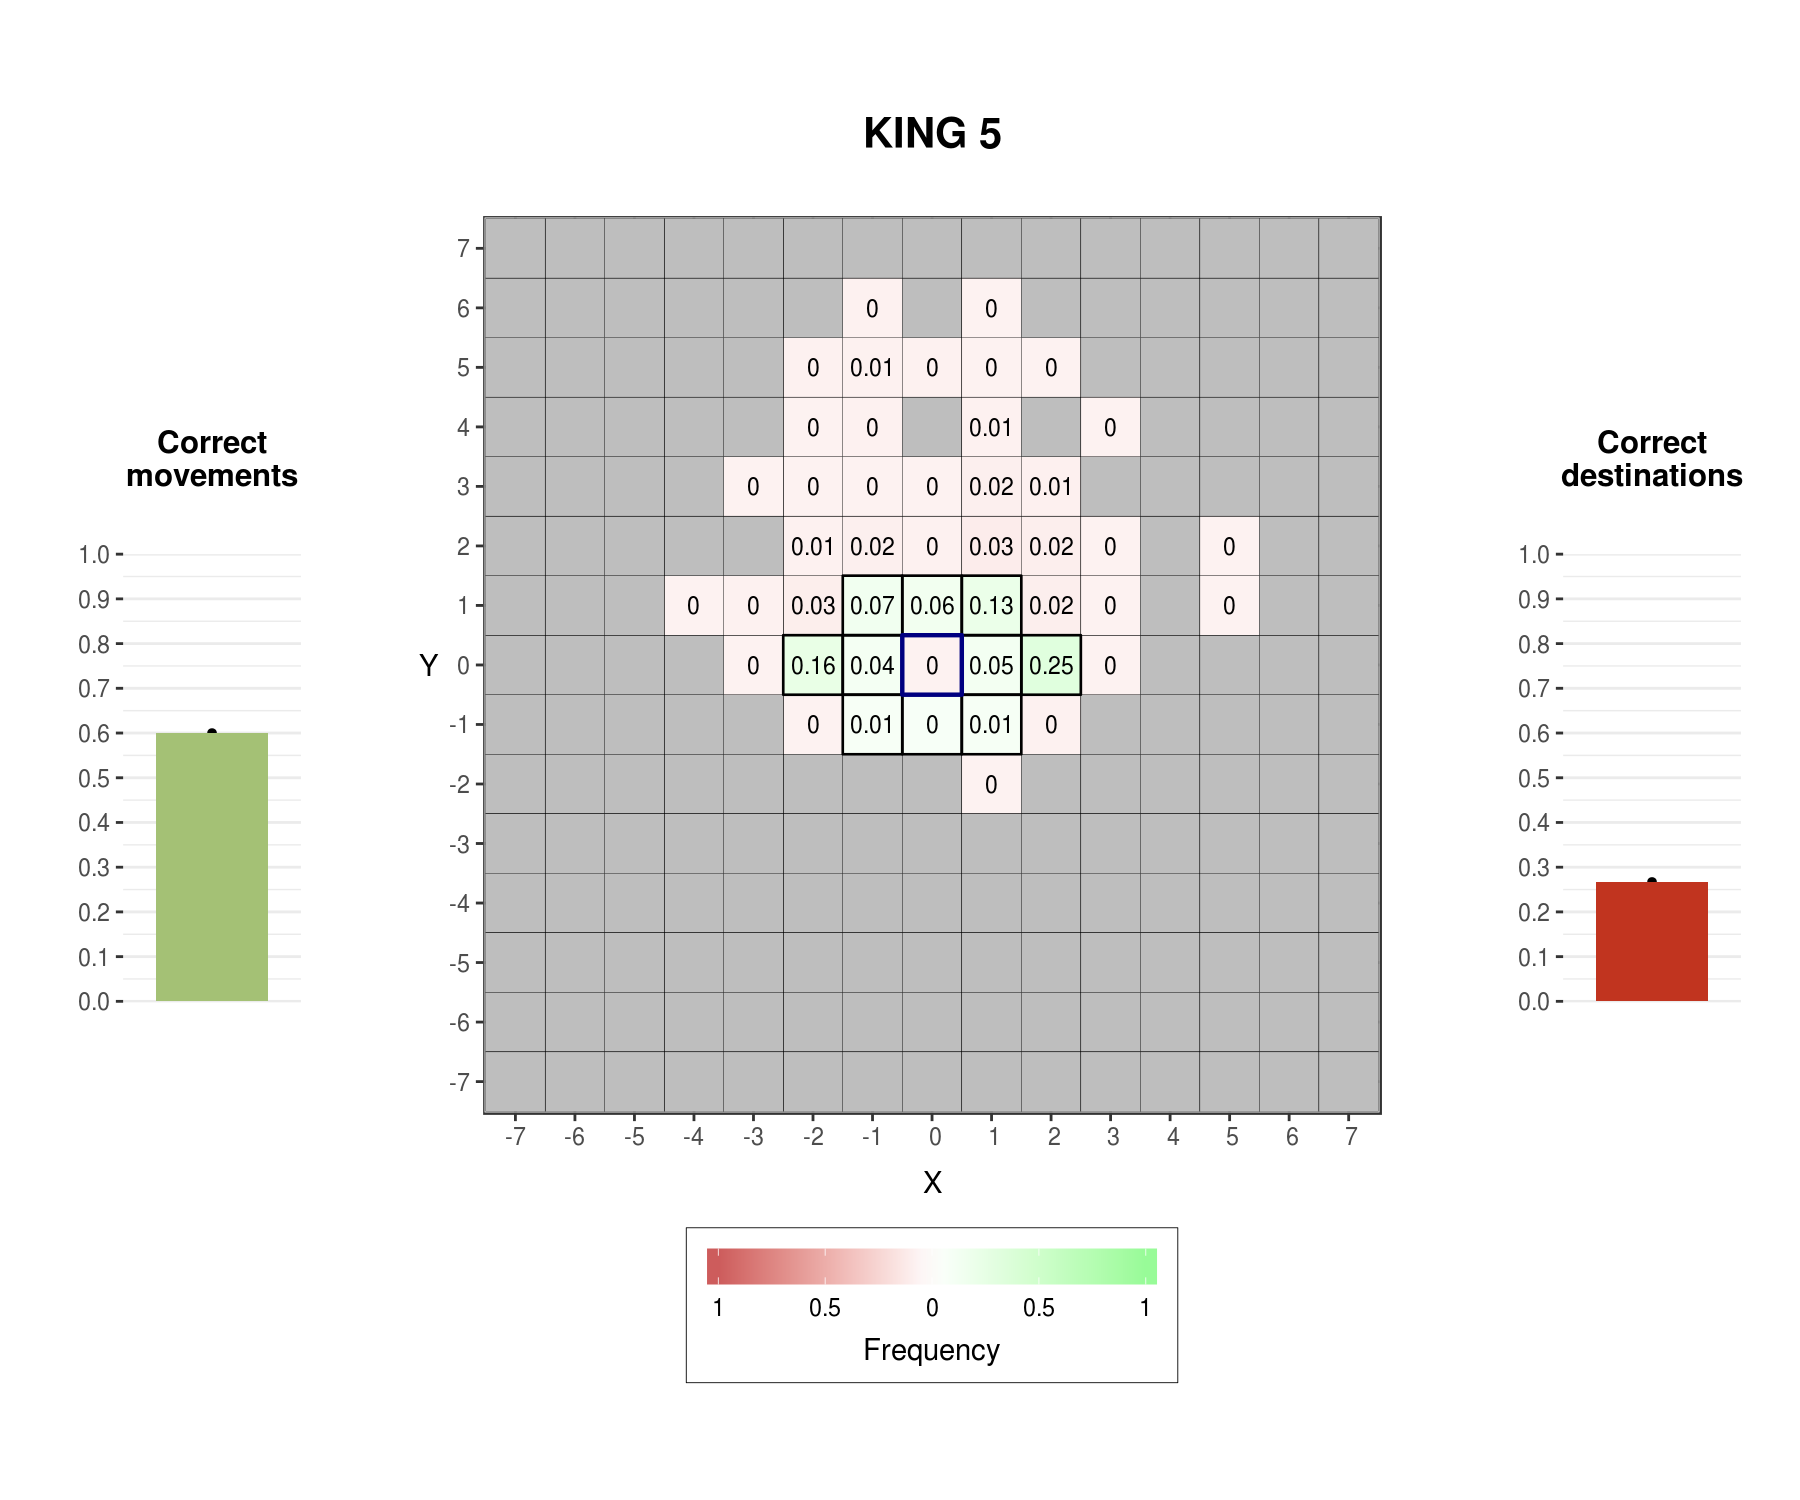 KING 5
Correct
movements
1.0
0.9
0.8
0.7
0.6
0.5
0.4
0.3
0.2
0.1
0.0
Y
7
6 0 0
5 0 0.01 0 0 0
4 0 0 0.01 0
3 0 0 0 0 0.02 0.01
2 0.01 0.02 0 0.03 0.02 0 0
1 0 0 0.03 0.07 0.06 0.13 0.02 0 0
0 0 0.16 0.04 0 0.05 0.25 0
-1 0 0.01 0 0.01 0
-2 0
-3
-4
-5
-6
-7
-7 -6 -5 -4 -3 -2 -1 0 1 2 3 4 5 6 7
X
1 0.5 0 0.5 1
Frequency
Correct
destinations
1.0
0.9
0.8
0.7
0.6
0.5
0.4
0.3
0.2
0.1
0.0